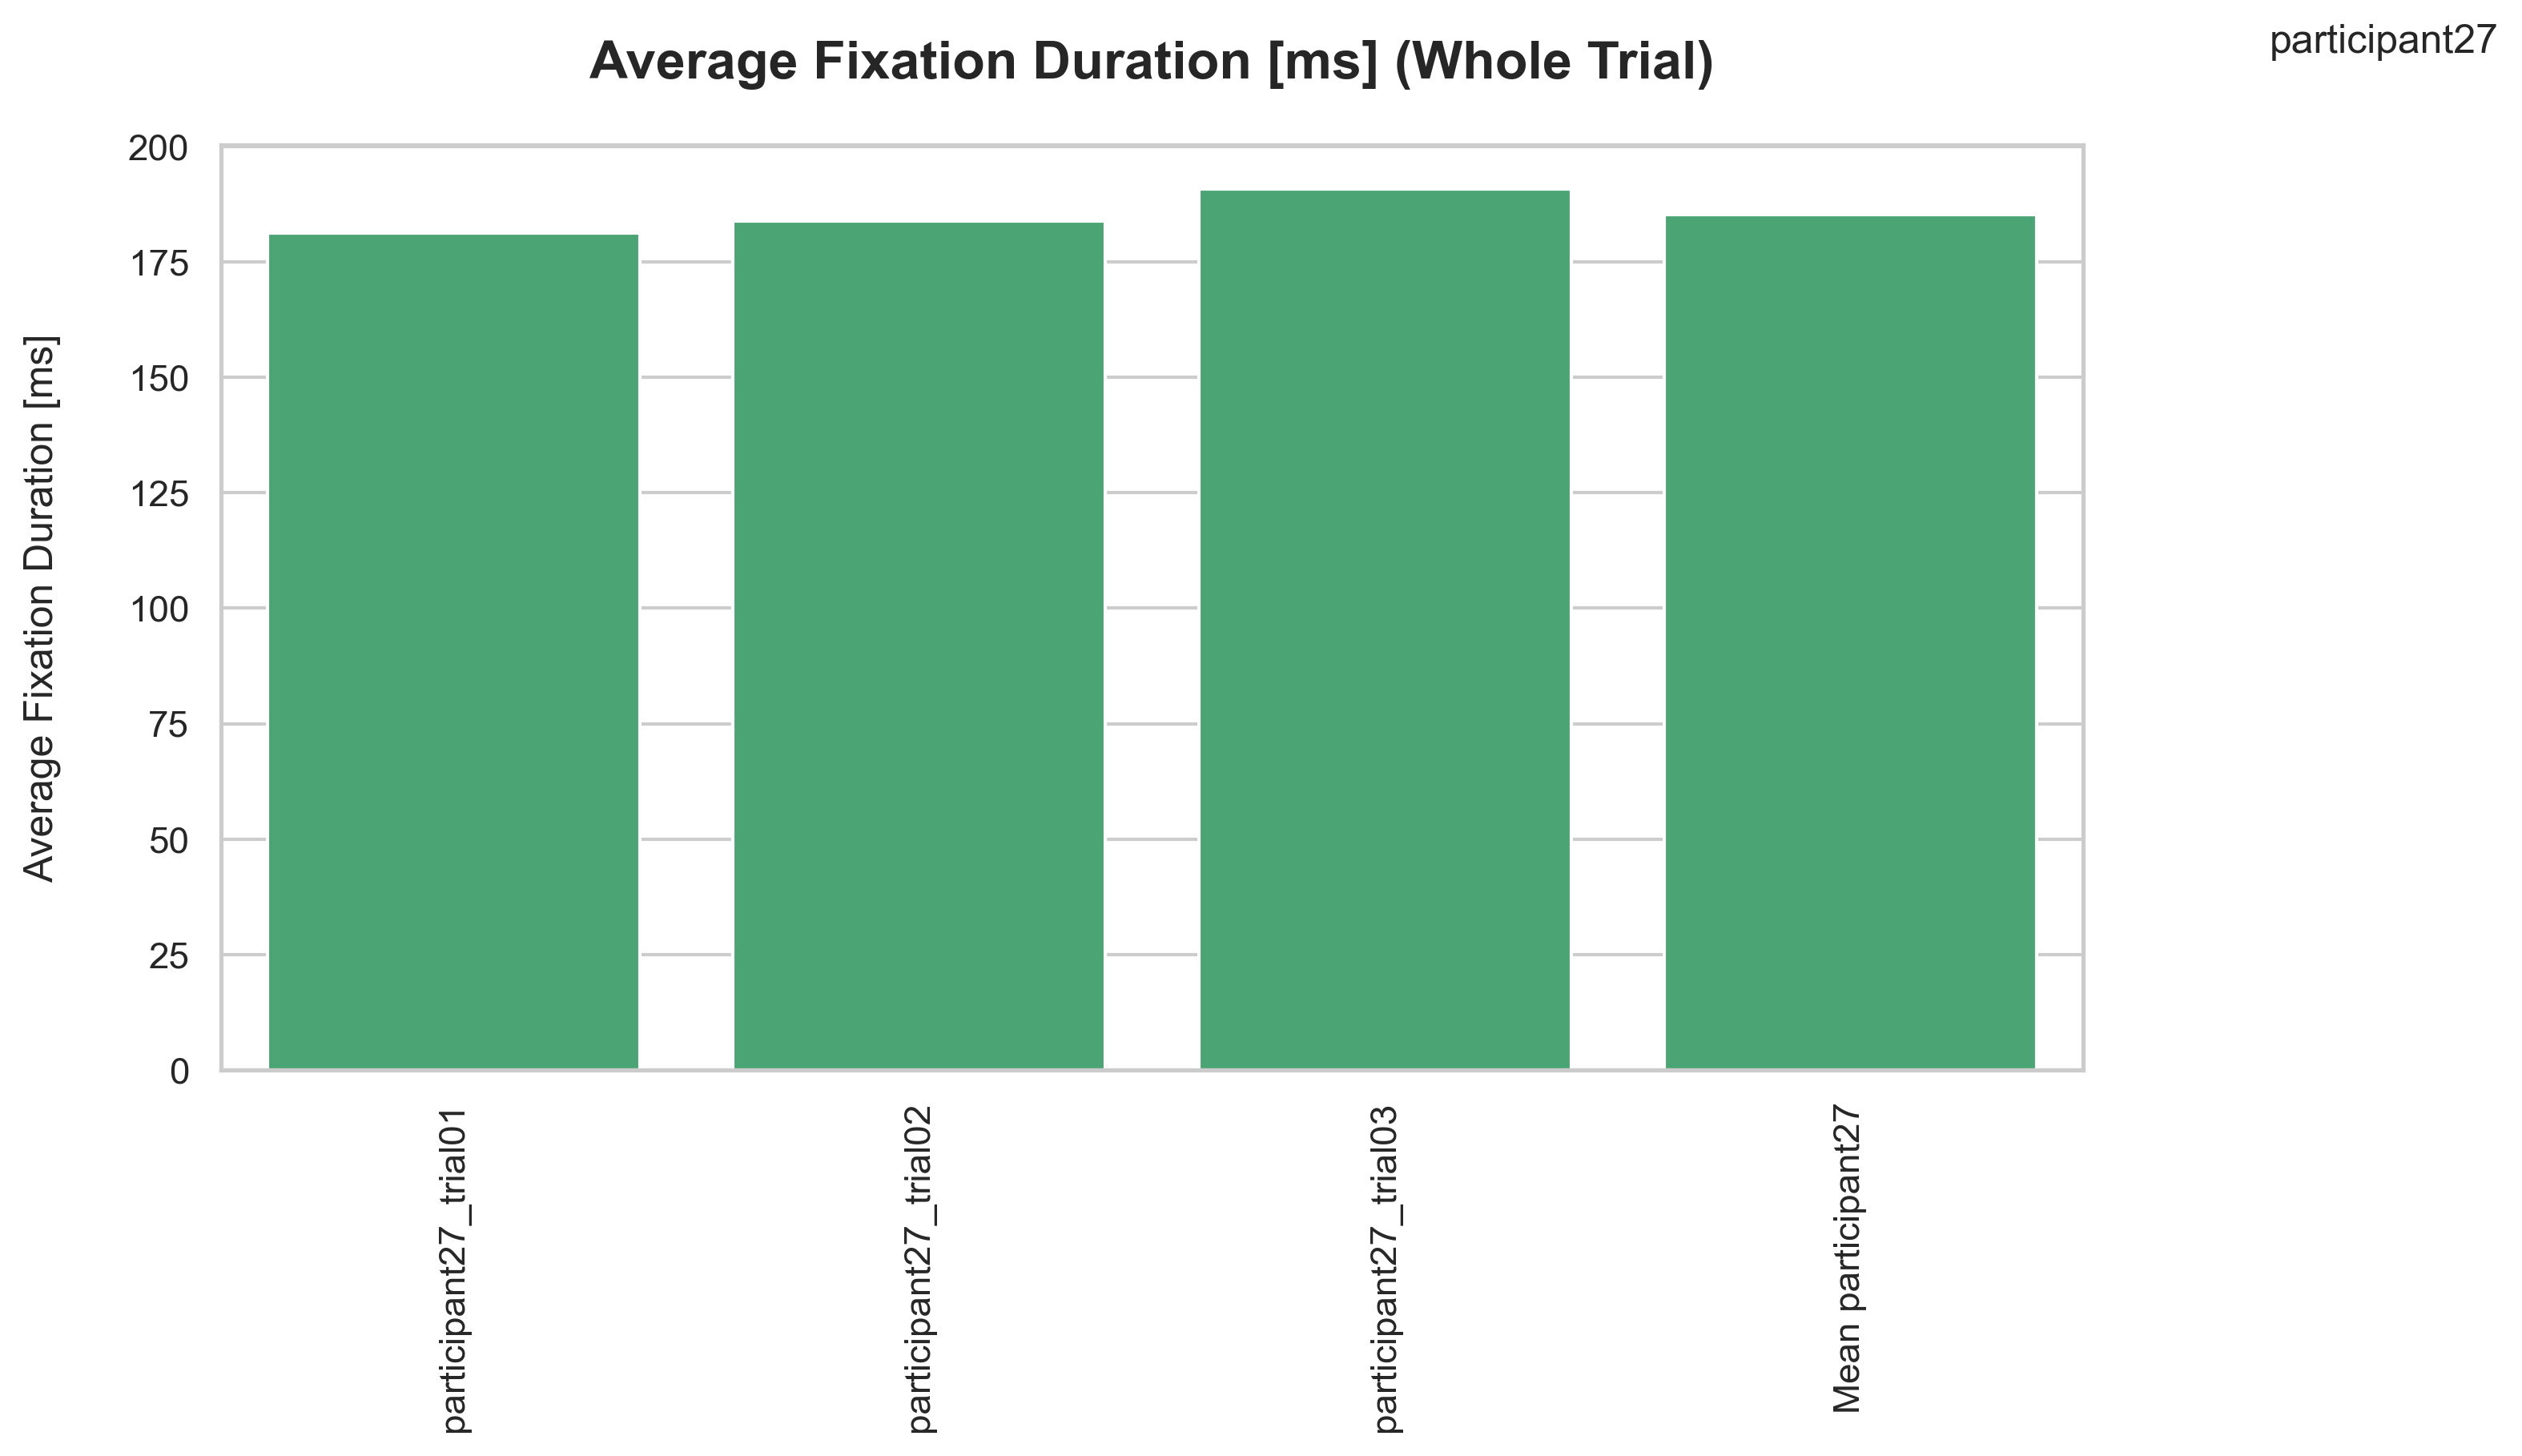 participant27
Average Fixation Duration [ms] (Whole Trial)
Average Fixation Duration [ms]
200
175
150
125
100
75
50
25
0
participant27_trial01
participant27_trial02
participant27_trial03
Mean participant27